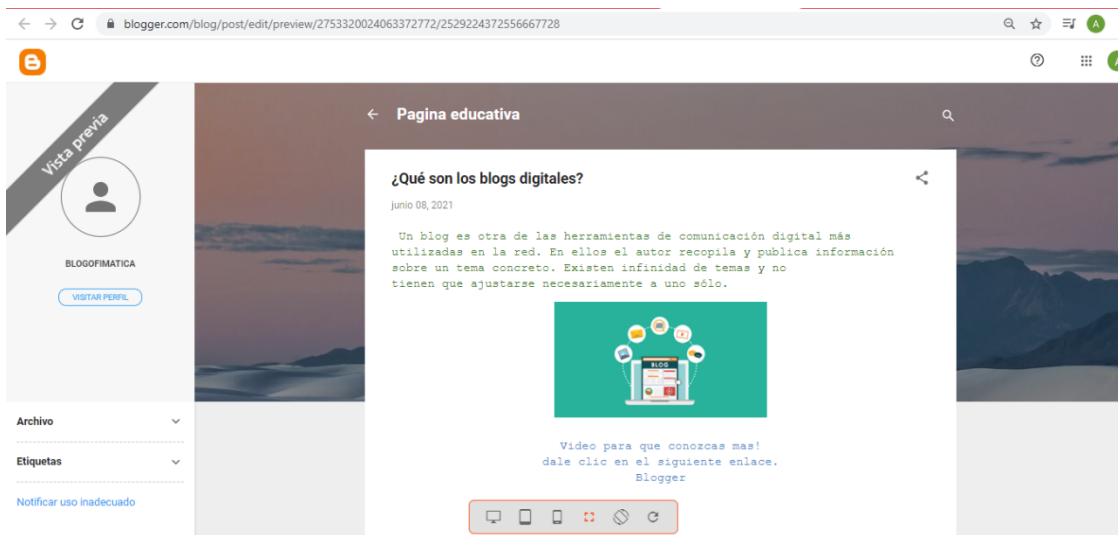 blogger.com/blog/post/edit/preview/2753320024063372772/2529224372556667728
A
Vista previa
BLOGOFIMATICA
VISITAR PERFIL
Archivo
Etiquetas
Notificar uso inadecuado
Pagina educativa
¿Qué son los blogs digitales?
junio 08, 2021
Un blog es otra de las herramientas de comunicación digital más
utilizadas en la red. En ellos el autor recopila y publica información
sobre un tema concreto. Existen infinidad de temas y no
tienen que ajustarse necesariamente a uno sólo.
BLOG
Video para que conozcas mas!
dale clic en el siguiente enlace.
Blogger